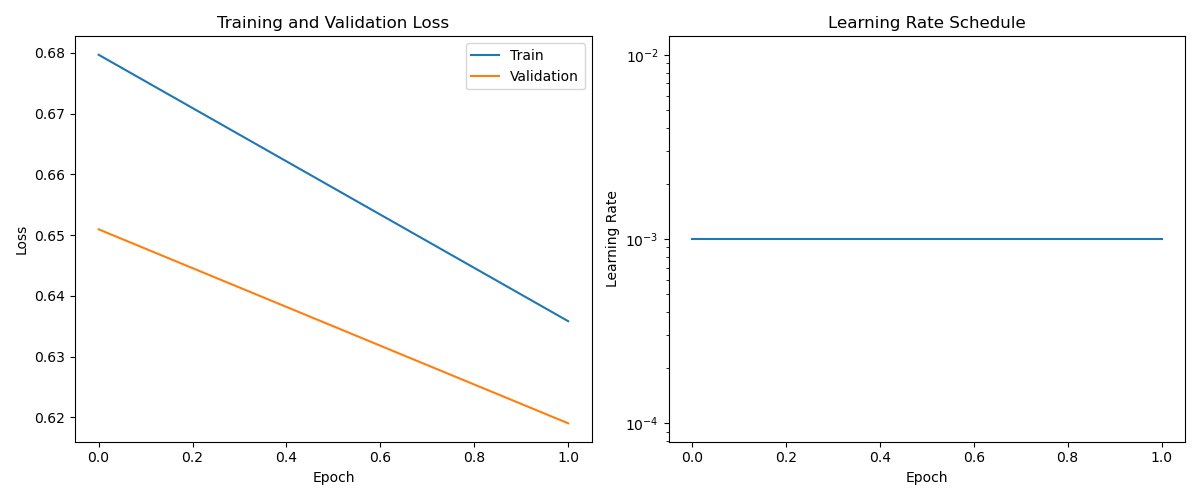 Training and Validation Loss
Train
Validation
0.68
0.67
0.66
0.65
0.64
0.63
0.62
Loss
0.0 0.2 0.4 0.6 0.8 1.0
Epoch
Learning Rate Schedule
10⁻²
10⁻³
10⁻⁴
Learning Rate
0.0 0.2 0.4 0.6 0.8 1.0
Epoch